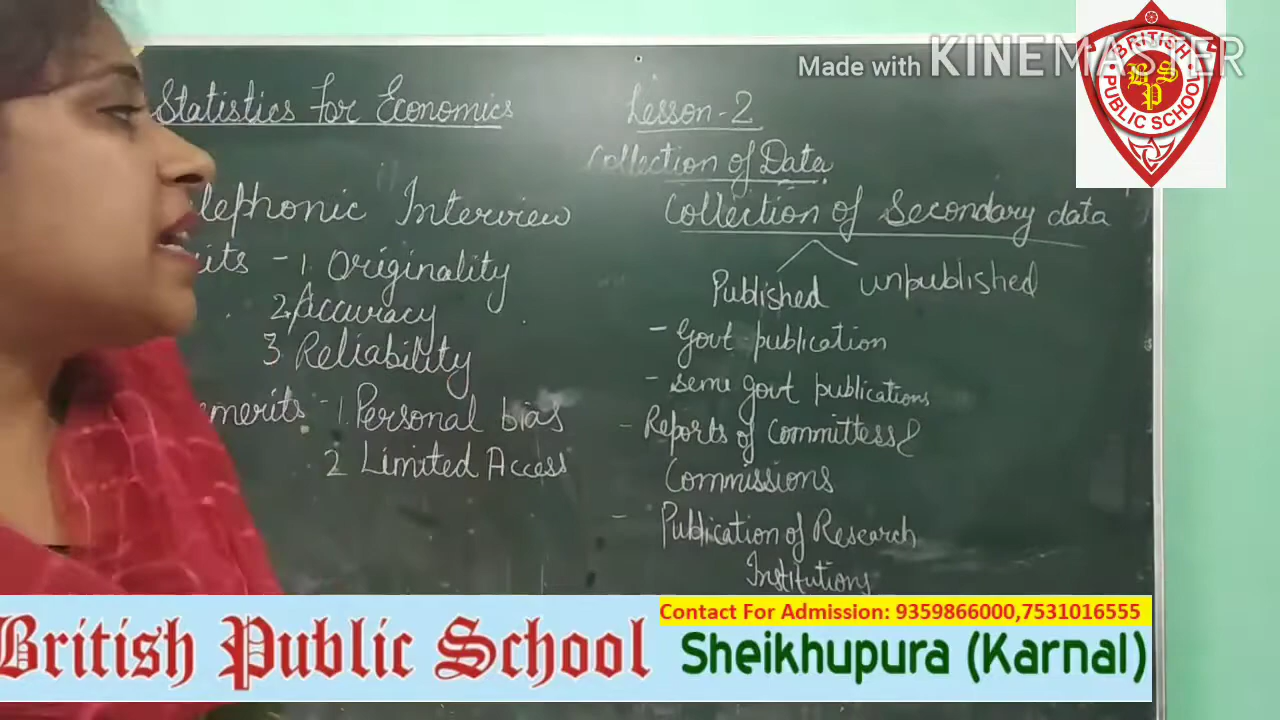 Made with KINEMASTER
BRITISH
B S P
PUBLIC SCHOOL
Statistics for Economics
Lesson-2
Collection of Data
lephonic Interview
its - 1. Originality
2. Accuracy
3 Reliability
merits - 1. Personal bias
2 Limited Access
Collection of Secondary data
Published unpublished
- Govt publication
- seme govt publications
- Reports of Committess &
Commissions
- Publication of Research
Institutions
Contact For Admission: 9359866000,7531016555
British Public School Sheikhupura (Karnal)